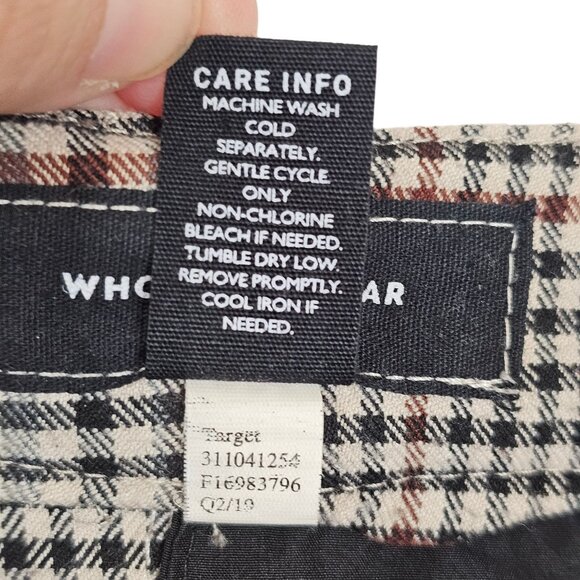 CARE INFO
MACHINE WASH
COLD
SEPARATELY.
GENTLE CYCLE.
ONLY
NON-CHLORINE
BLEACH IF NEEDED.
TUMBLE DRY LOW.
REMOVE PROMPTLY.
COOL IRON IF
NEEDED.
WHO AR
Target
311041254
F16983796
Q2/19